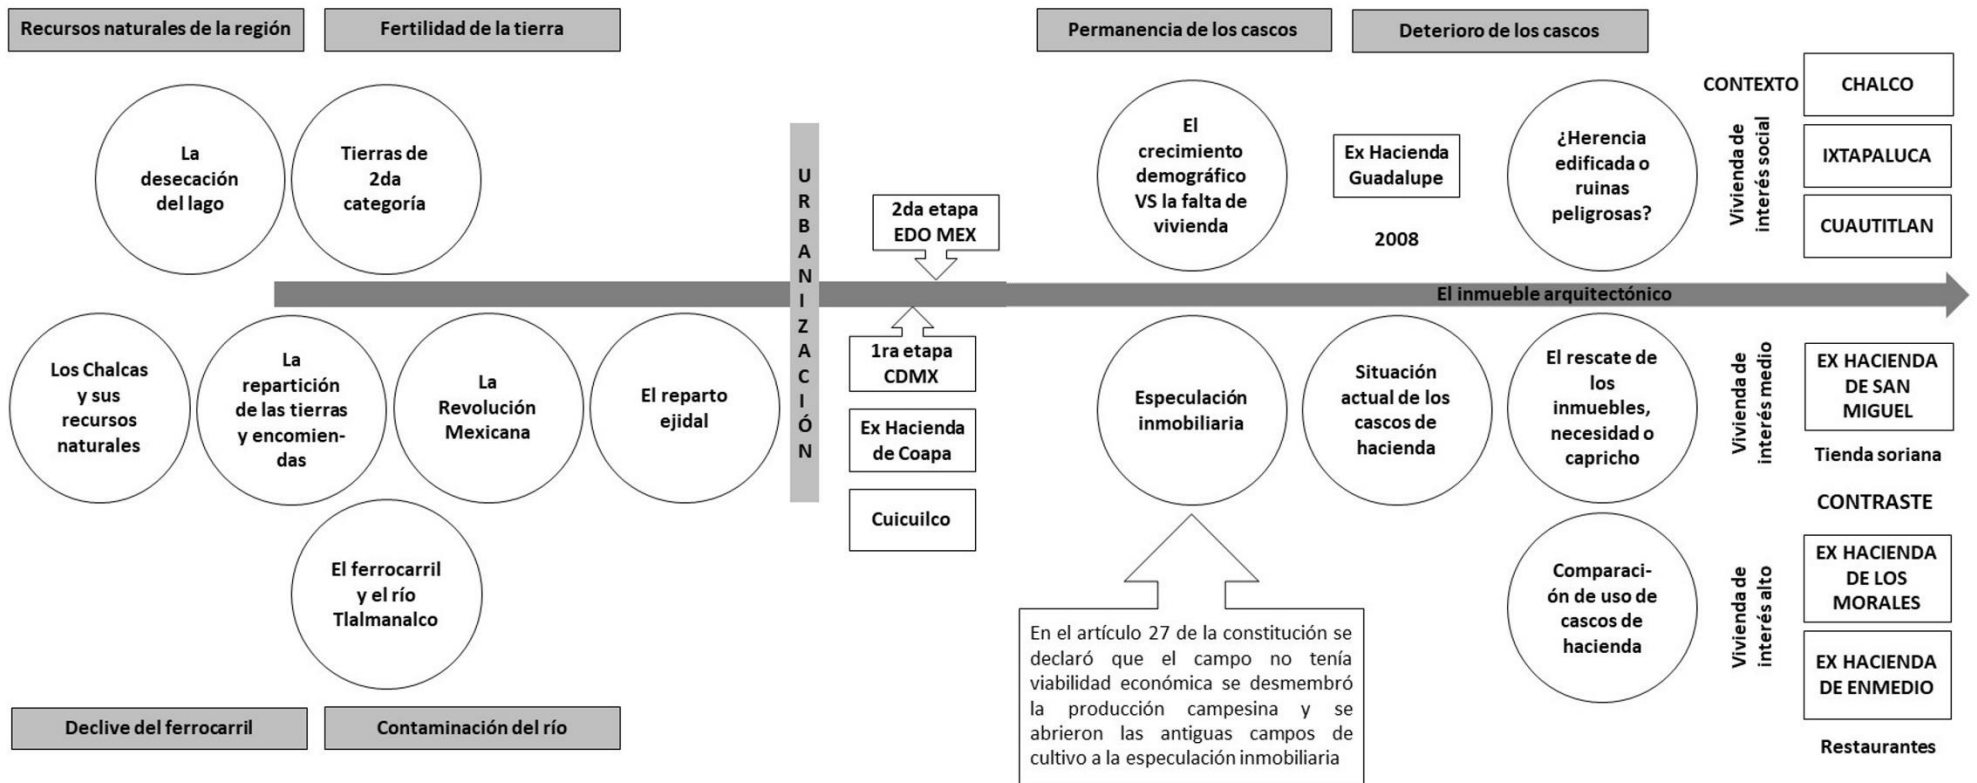 Recursos naturales de la región
Fertilidad de la tierra
La
desecación
del lago
Tierras de
2da
categoría
Los Chalcas
y sus
recursos
naturales
La
repartición
de las tierras
y encomien-
das
La
Revolución
Mexicana
El reparto
ejidal
El ferrocarril
y el río
Tlalmanalco
Declive del ferrocarril
Contaminación del río
URBANIZACIÓN
2da etapa
EDO MEX
1ra etapa
CDMX
Ex Hacienda
de Coapa
Cuicuilco
Permanencia de los cascos
Deterioro de los cascos
El
crecimiento
demográfico
VS la falta de
vivienda
Ex Hacienda
Guadalupe
2008
¿Herencia
edificada o
ruinas
peligrosas?
CONTEXTO
Vivienda de
interés social
CHALCO
IXTAPALUCA
CUAUTITLAN
El inmueble arquitectónico
Especulación
inmobiliaria
Situación
actual de los
cascos de
hacienda
El rescate de
los
inmuebles,
necesidad o
capricho
Vivienda de
interés medio
EX HACIENDA
DE SAN
MIGUEL
Tienda soriana
CONTRASTE
En el artículo 27 de la constitución se
declaró que el campo no tenía
viabilidad económica se desmembró
la producción campesina y se
abrieron las antiguas campos de
cultivo a la especulación inmobiliaria
Comparaci-
ón de uso de
cascos de
hacienda
Vivienda de
interés alto
EX HACIENDA
DE LOS
MORALES
EX HACIENDA
DE ENMEDIO
Restaurantes